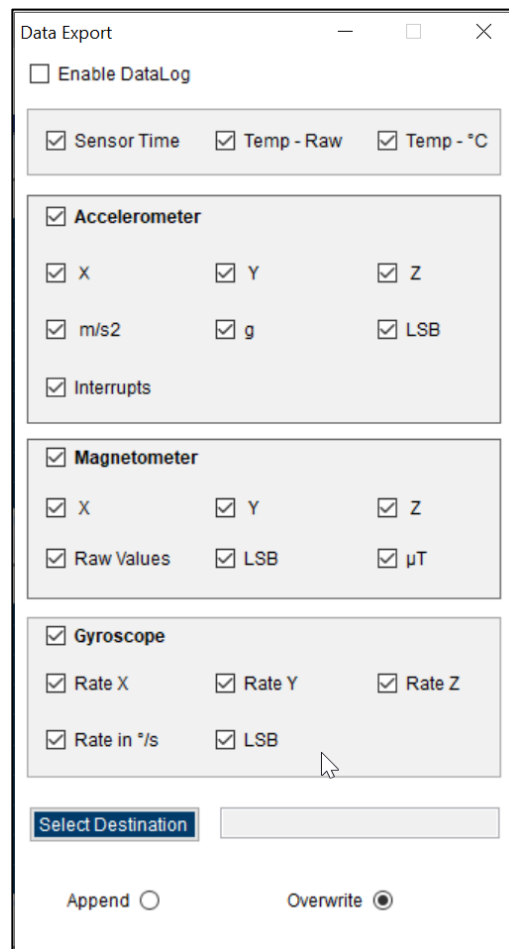 Data Export
Enable DataLog
Sensor Time Temp - Raw Temp - °C
Accelerometer
X Y Z
m/s2 g LSB
Interrupts
Magnetometer
X Y Z
Raw Values LSB µT
Gyroscope
Rate X Rate Y Rate Z
Rate in °/s LSB
Select Destination
Append Overwrite